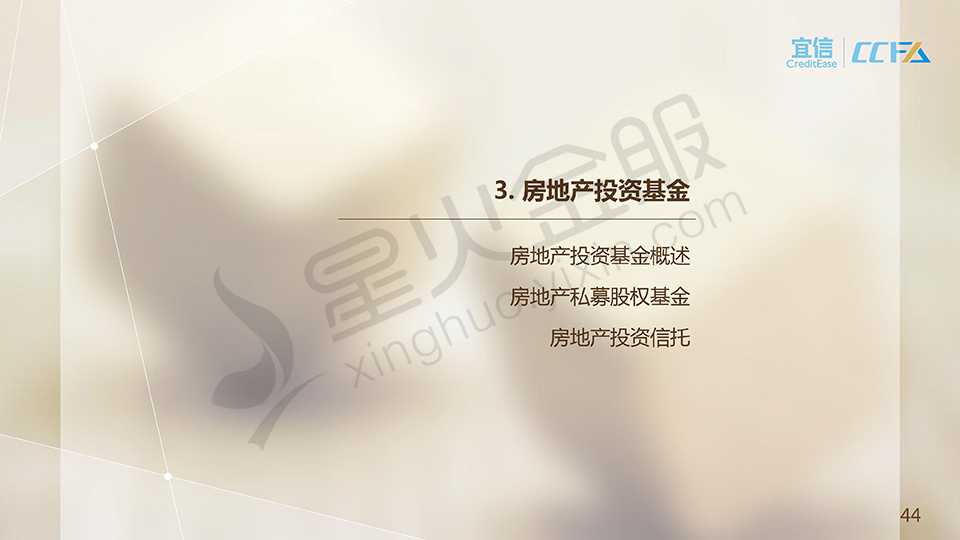 宜信
CreditEase
CCFA
3. 房地产投资基金
房地产投资基金概述
房地产私募股权基金
房地产投资信托
星火金服
xinghuo.yixin.com
44